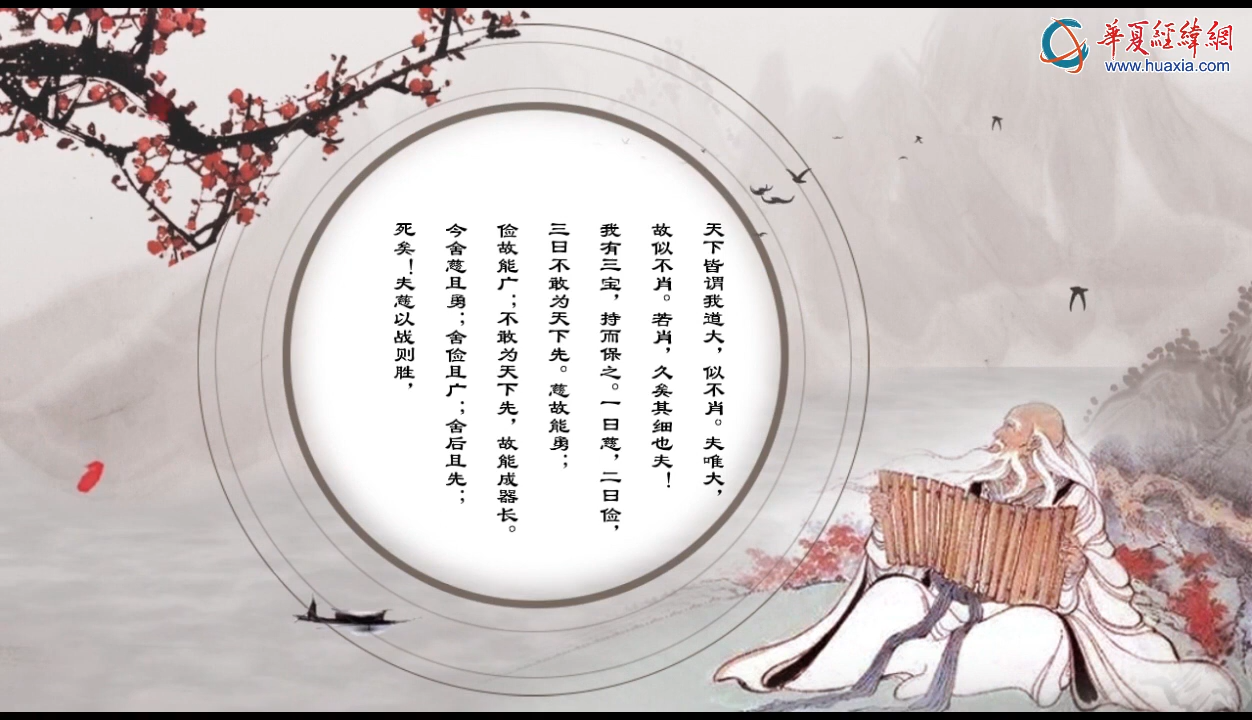 華夏經緯網
www.huaxia.com
天下皆谓我道大，似不肖。夫唯大，
故似不肖。若肖，久矣其细也夫！
我有三宝，持而保之。一曰慈，二曰俭，
三曰不敢为天下先。慈故能勇；
俭故能广；不敢为天下先，故能成器长。
今舍慈且勇；舍俭且广；舍后且先；
死矣！夫慈以战则胜，